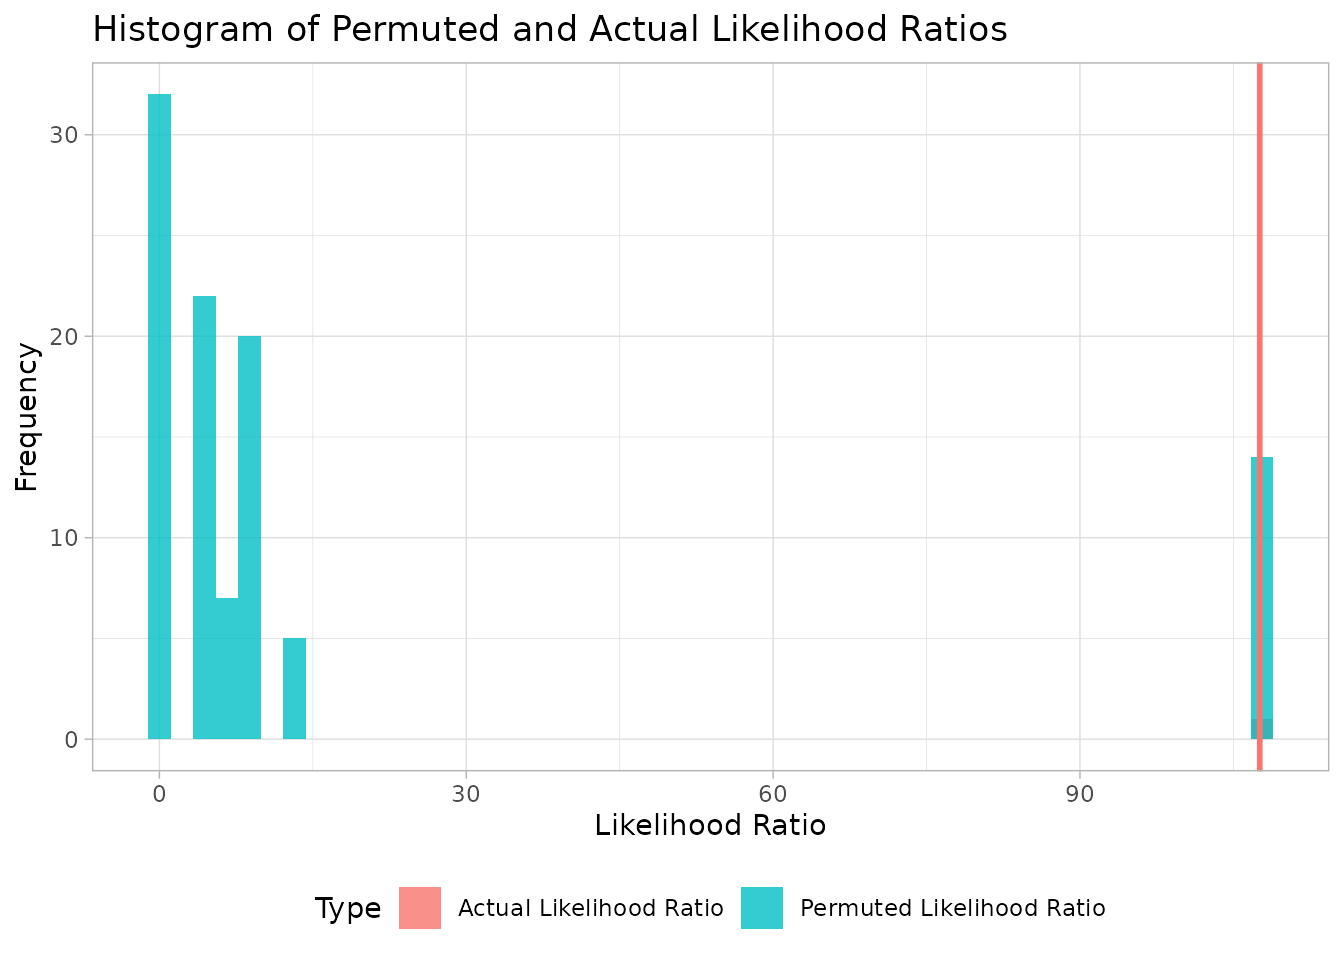 Histogram of Permuted and Actual Likelihood Ratios
30
20
10
0
Frequency
0 30 60 90
Likelihood Ratio
Type Actual Likelihood Ratio Permuted Likelihood Ratio